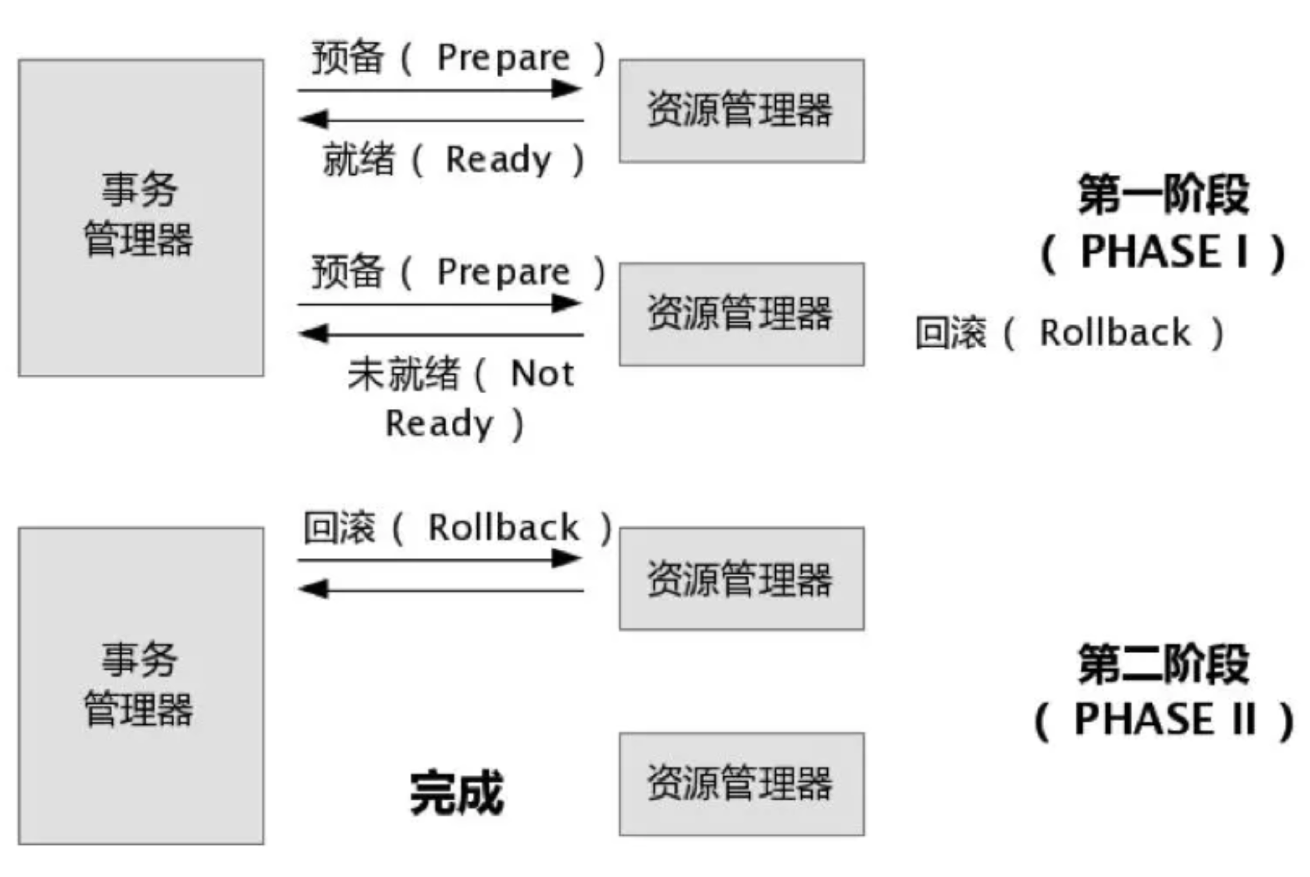 预备（ Prepare ）
资源管理器
就绪（ Ready ）
事务
管理器
第一阶段
（ PHASE I ）
预备（ Prepare ）
资源管理器
回滚（ Rollback ）
未就绪（ Not
Ready ）
回滚（ Rollback ）
资源管理器
事务
管理器
第二阶段
（ PHASE II ）
完成
资源管理器